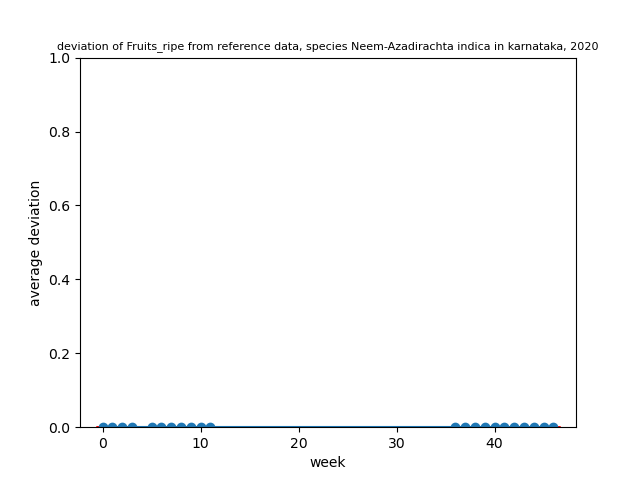 deviation of Fruits_ripe from reference data, species Neem-Azadirachta indica in karnataka, 2020
1.0
0.8
0.6
0.4
0.2
0.0
average deviation
0 10 20 30 40
week